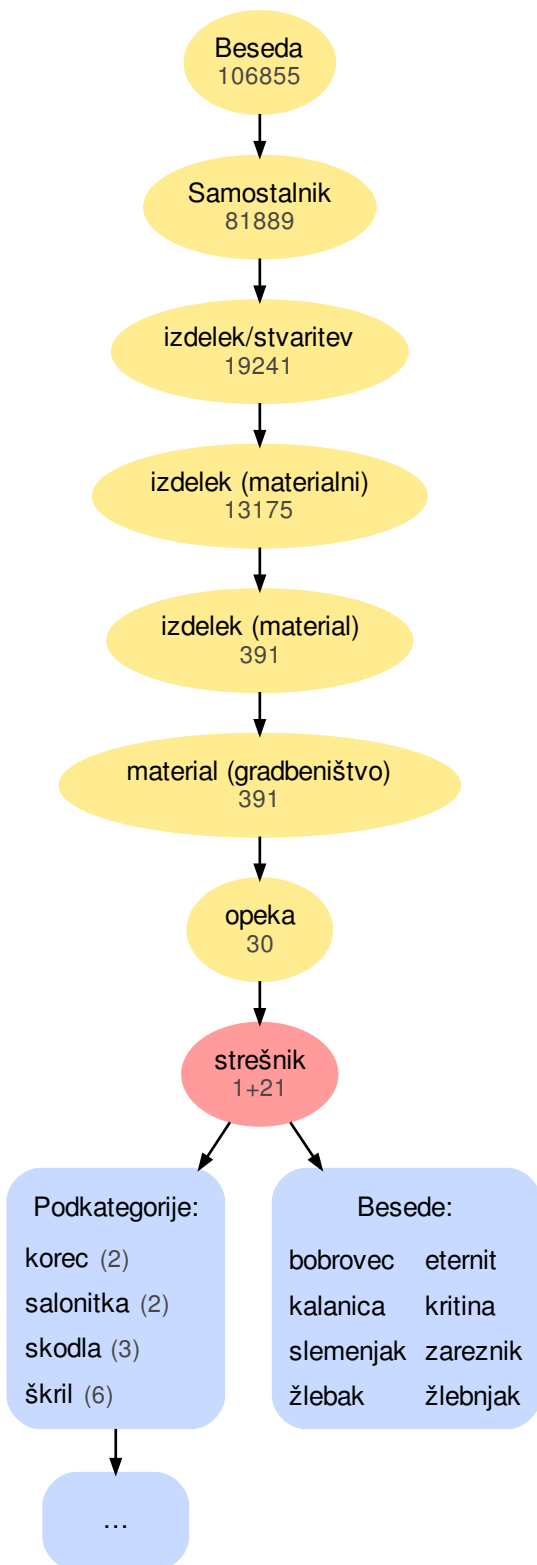 Beseda
106855
Samostalnik
81889
izdelek/stvaritev
19241
izdelek (materialni)
13175
izdelek (material)
391
material (gradbeništvo)
391
opeka
30
strešnik
1+21
Podkategorije:
korec (2)
salonitka (2)
skodla (3)
škril (6)
...
Besede:
bobrovec eternit
kalanica kritina
slemenjak zareznik
žlebak žlebnjak